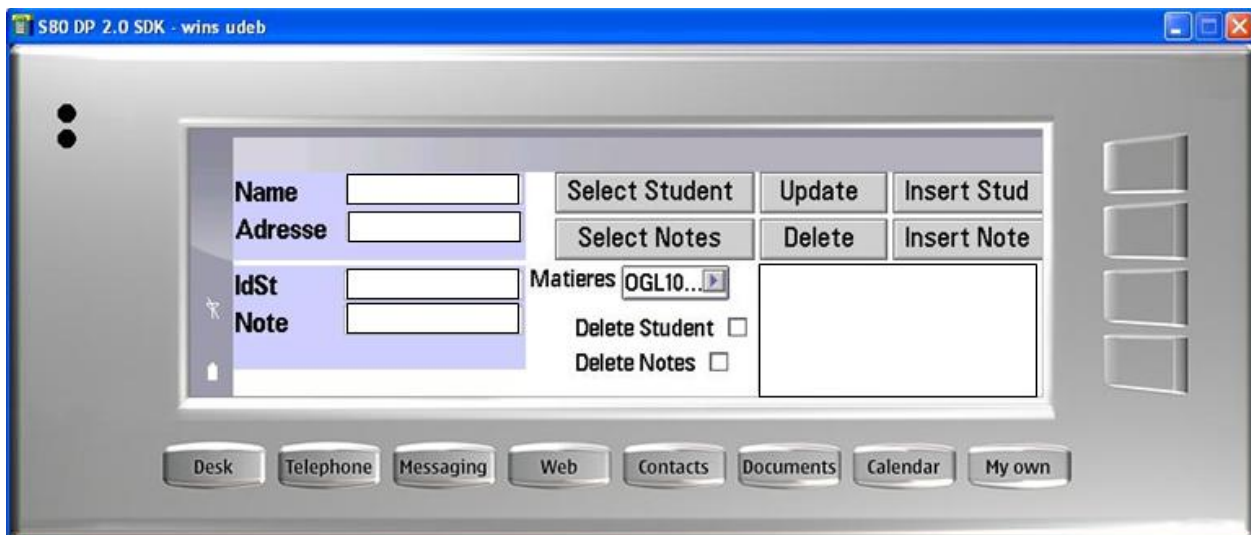 S80 DP 2.0 SDK - wins udeb
Name
Select Student Update Insert Stud
Adresse
Select Notes Delete Insert Note
IdSt
Matieres OGL10...
Note
Delete Student
Delete Notes
Desk Telephone Messaging Web Contacts Documents Calendar My own